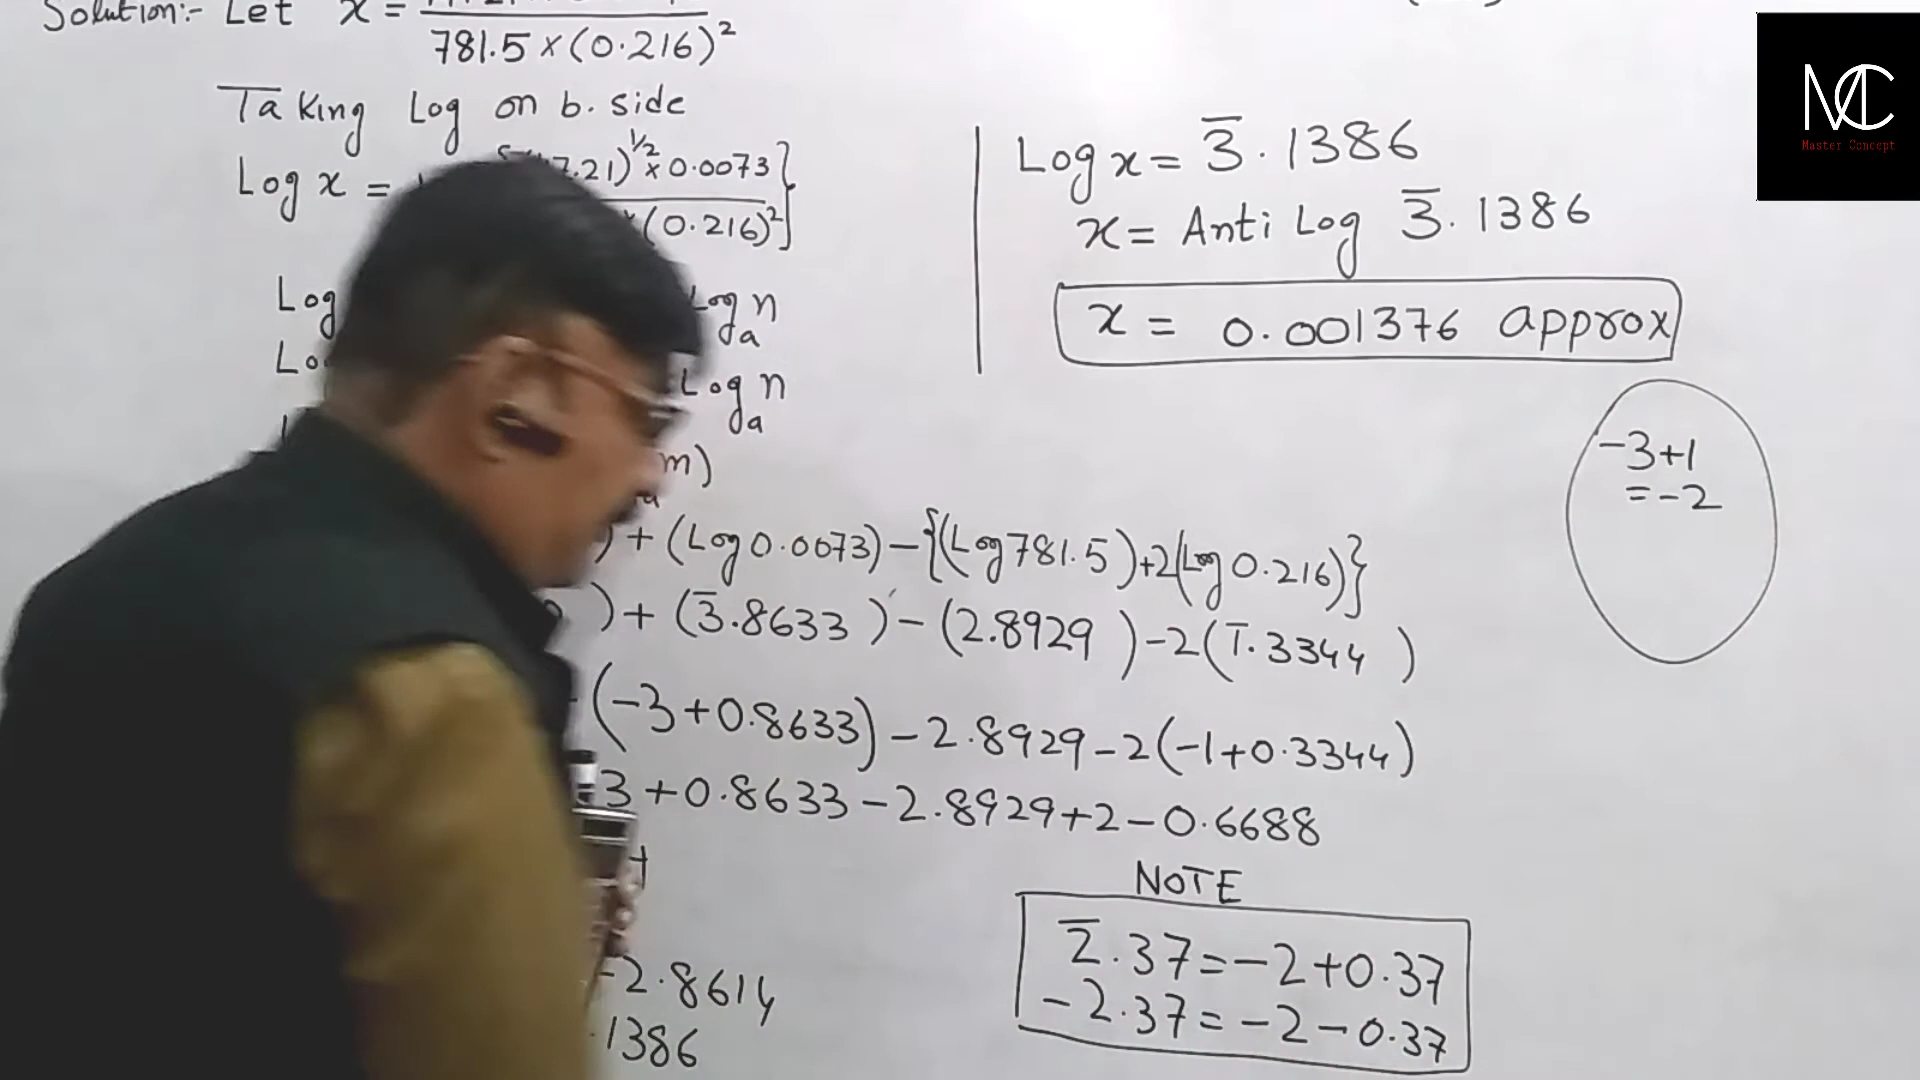 Solution:- Let x =
781.5 × (0.216)²
Taking Log on b. side
Log x = 7.21)^1/2 × 0.0073}
(0.216)²}
Log Log_a n
Log_a n
m)
) + (Log 0.0073) – {(Log 781.5) + 2(Log 0.216)}
) + (3̅.8633 ) – (2.8929 ) – 2(1̅.3344 )
(–3+0.8633) – 2.8929 – 2(–1+0.3344)
3 + 0.8633 – 2.8929 + 2 – 0.6688
–2.8614
.1386
Log x = 3̅.1386
x = Anti Log 3̅.1386
x = 0.001376 approx
–3+1
= –2
NOTE
2̅.37 = –2+0.37
–2.37 = –2–0.37
MC
Master Concept